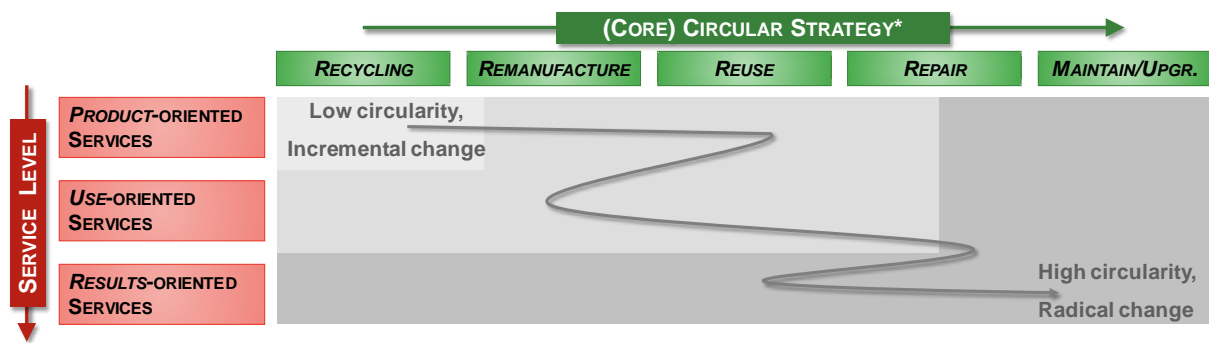 (CORE) CIRCULAR STRATEGY*
RECYCLING
REMANUFACTURE
REUSE
REPAIR
MAINTAIN/UPGR.
SERVICE LEVEL
PRODUCT-ORIENTED
SERVICES
Low circularity,
Incremental change
USE-ORIENTED
SERVICES
RESULTS-ORIENTED
SERVICES
High circularity,
Radical change